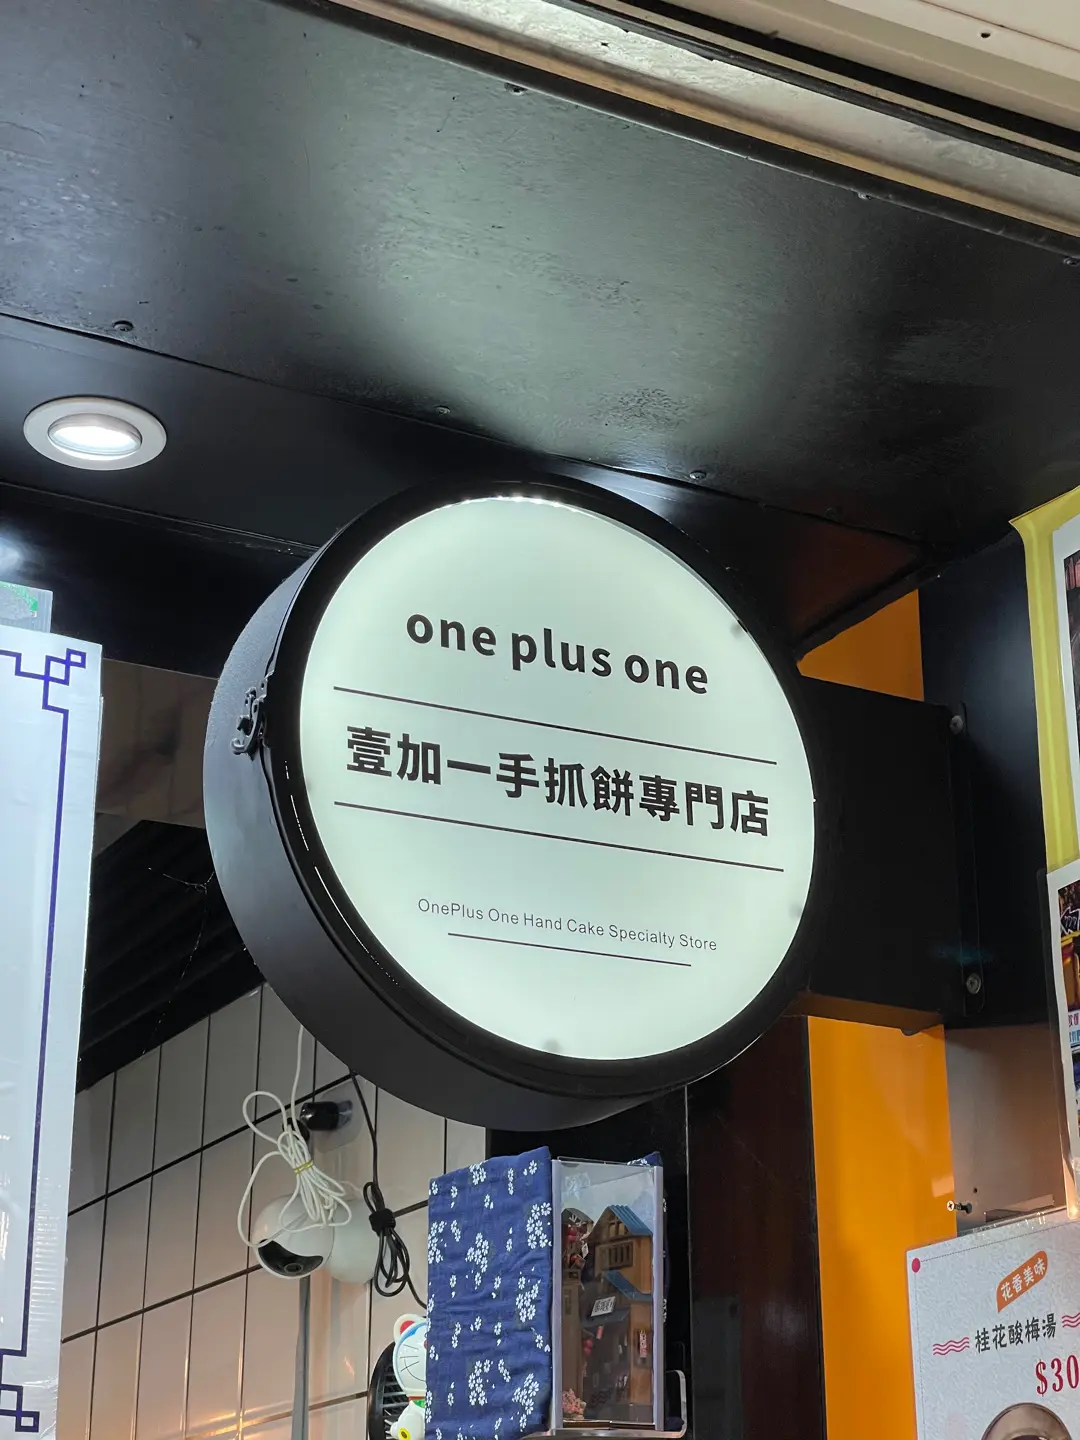 one plus one
壹加一手抓餅專門店
OnePlus One Hand Cake Specialty Store
花香美味
桂花酸梅湯
$30